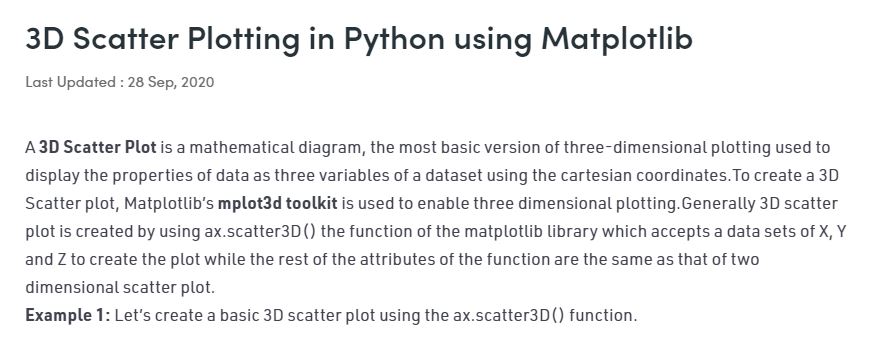 3D Scatter Plotting in Python using Matplotlib
Last Updated : 28 Sep, 2020
A 3D Scatter Plot is a mathematical diagram, the most basic version of three-dimensional plotting used to
display the properties of data as three variables of a dataset using the cartesian coordinates.To create a 3D
Scatter plot, Matplotlib's mplot3d toolkit is used to enable three dimensional plotting.Generally 3D scatter
plot is created by using ax.scatter3D() the function of the matplotlib library which accepts a data sets of X, Y
and Z to create the plot while the rest of the attributes of the function are the same as that of two
dimensional scatter plot.
Example 1: Let's create a basic 3D scatter plot using the ax.scatter3D() function.